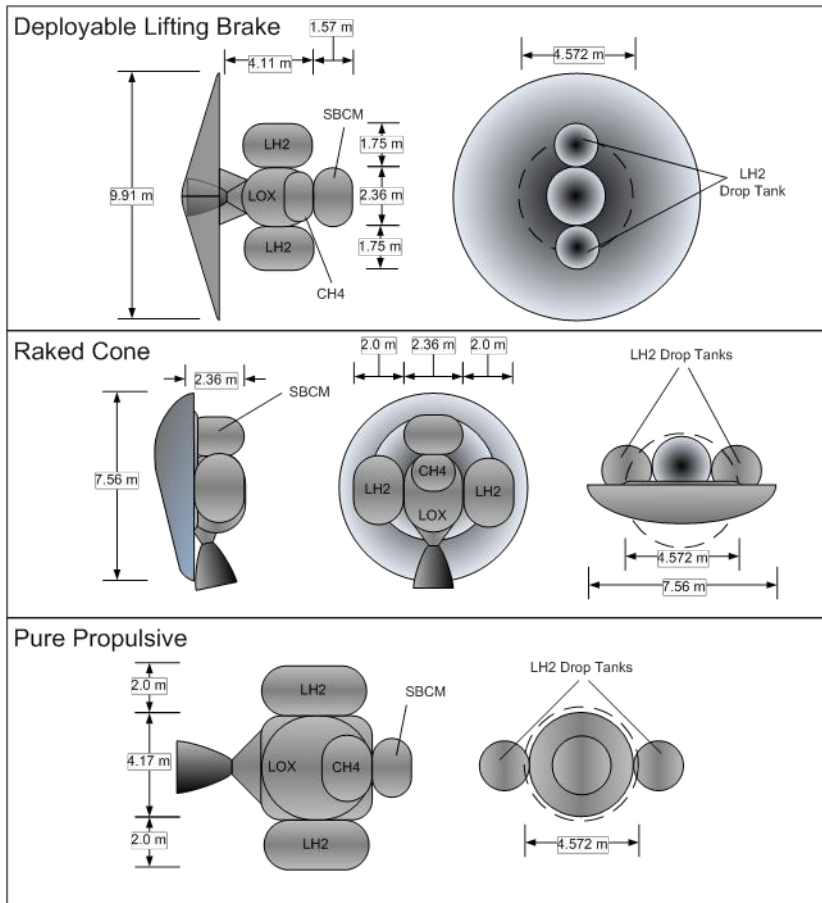 Deployable Lifting Brake
1.57 m
4.11 m
4.572 m
SBCM
LH2
1.75 m
9.91 m
LOX
2.36 m
LH2
Drop Tank
LH2
1.75 m
CH4
Raked Cone
2.0 m
2.36 m
2.0 m
LH2 Drop Tanks
2.36 m
SBCM
7.56 m
CH4
LH2
LH2
LOX
4.572 m
7.56 m
Pure Propulsive
LH2 Drop Tanks
2.0 m
LH2
SBCM
4.17 m
LOX
CH4
2.0 m
LH2
4.572 m